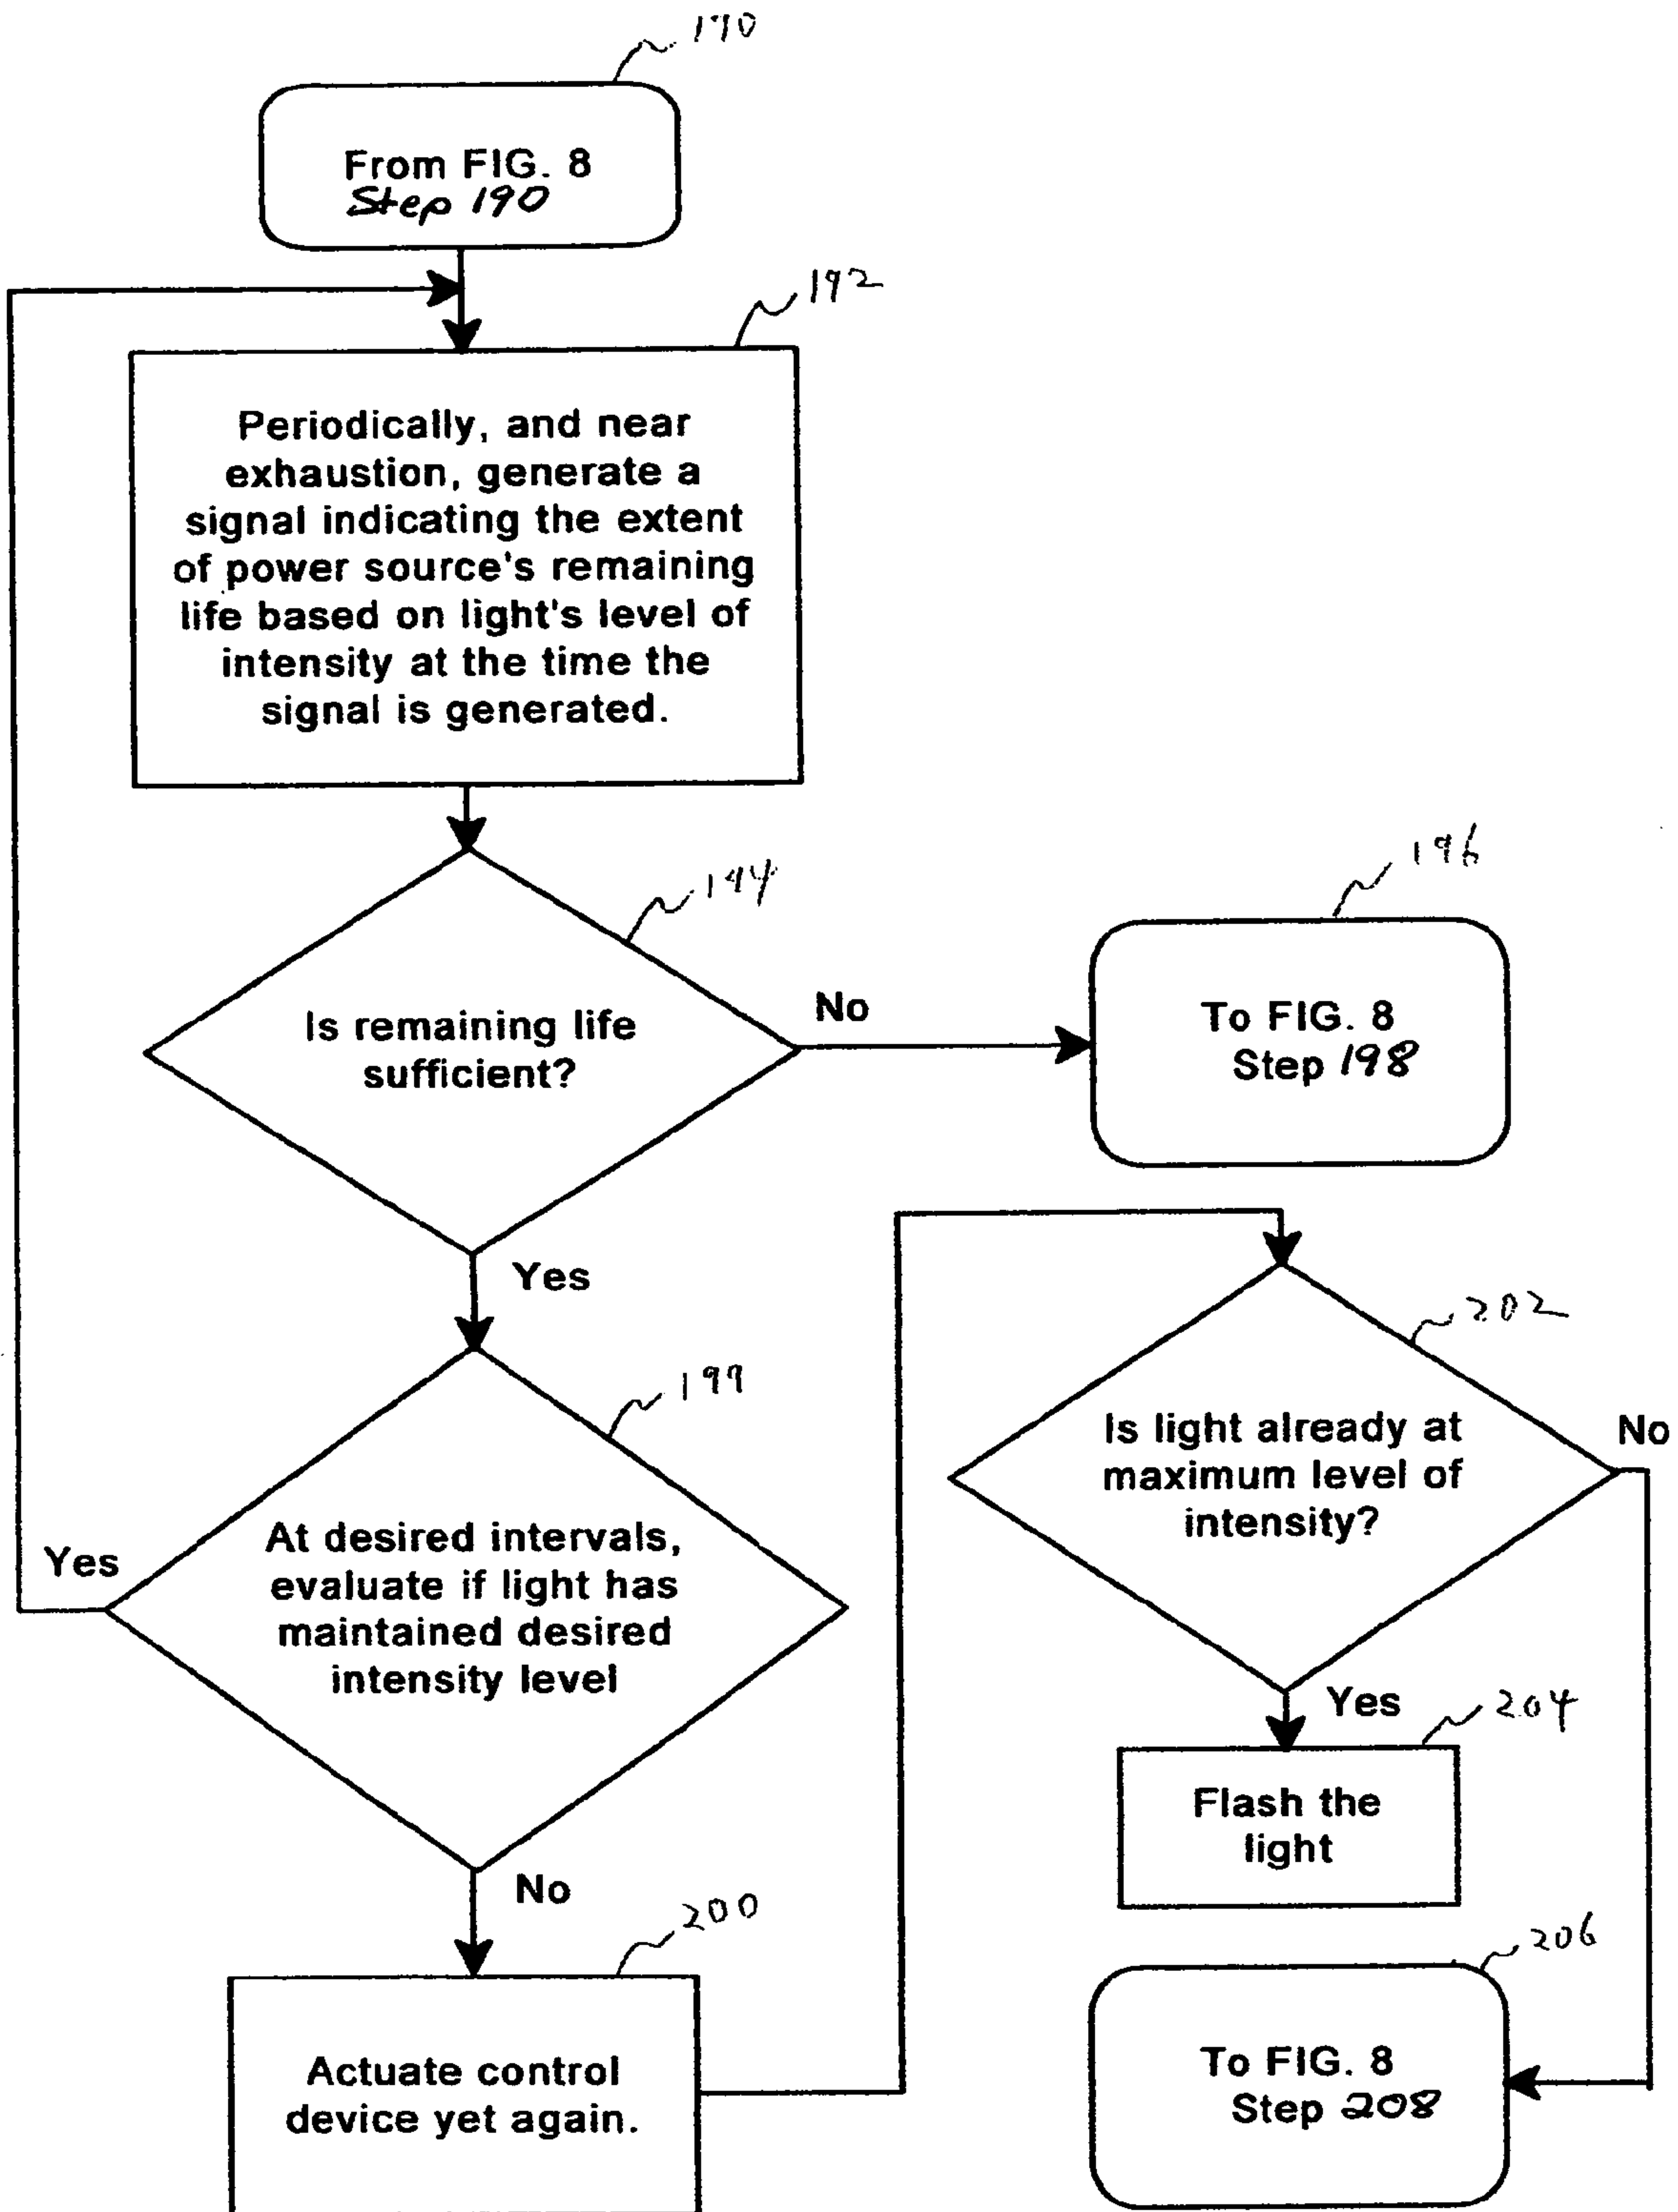 190
From FIG. 8
Step 190
192
Periodically, and near
exhaustion, generate a
signal indicating the extent
of power source's remaining
life based on light's level of
intensity at the time the
signal is generated.
194
Is remaining life
sufficient?
No
196
To FIG. 8
Step 198
Yes
199
At desired intervals,
evaluate if light has
maintained desired
intensity level
Yes
No
200
Actuate control
device yet again.
202
Is light already at
maximum level of
intensity?
No
Yes
204
Flash the
light
206
To FIG. 8
Step 208